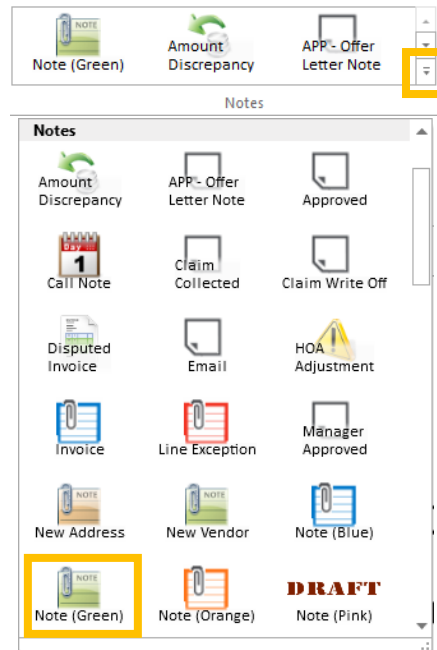 NOTE
Note (Green)
Amount
Discrepancy
APP - Offer
Letter Note
Notes
Notes
Amount
Discrepancy
APP - Offer
Letter Note
Approved
Day
1
Call Note
Claim
Collected
Claim Write Off
Disputed
Invoice
Email
HOA
Adjustment
Invoice
Line Exception
Manager
Approved
NOTE
New Address
NOTE
New Vendor
Note (Blue)
NOTE
Note (Green)
Note (Orange)
DRAFT
Note (Pink)